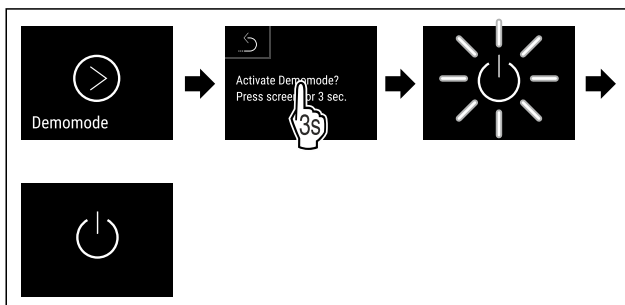 Demomode
Activate Demomode?
Press screen for 3 sec.
3s